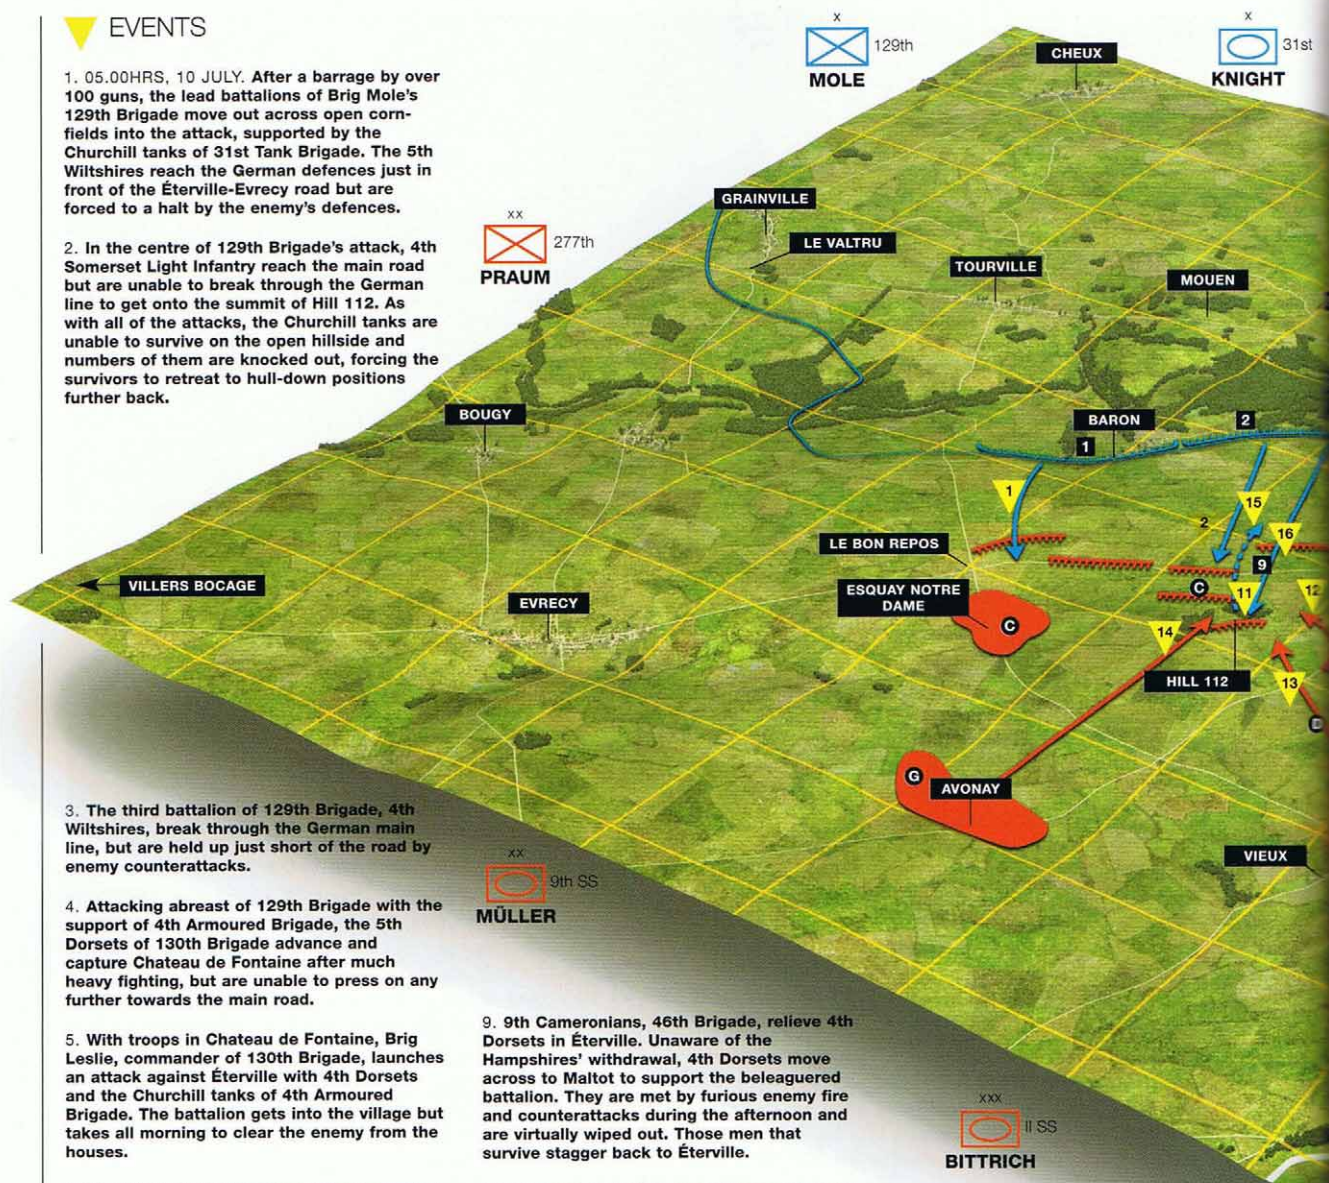 EVENTS
1. 05.00HRS, 10 JULY. After a barrage by over
100 guns, the lead battalions of Brig Mole's
129th Brigade move out across open corn-
fields into the attack, supported by the
Churchill tanks of 31st Tank Brigade. The 5th
Wiltshires reach the German defences just in
front of the Éterville-Evrecy road but are
forced to a halt by the enemy's defences.
2. In the centre of 129th Brigade's attack, 4th
Somerset Light Infantry reach the main road
but are unable to break through the German
line to get onto the summit of Hill 112. As
with all of the attacks, the Churchill tanks are
unable to survive on the open hillside and
numbers of them are knocked out, forcing the
survivors to retreat to hull-down positions
further back.
3. The third battalion of 129th Brigade, 4th
Wiltshires, break through the German main
line, but are held up just short of the road by
enemy counterattacks.
4. Attacking abreast of 129th Brigade with the
support of 4th Armoured Brigade, the 5th
Dorsets of 130th Brigade advance and
capture Chateau de Fontaine after much
heavy fighting, but are unable to press on any
further towards the main road.
5. With troops in Chateau de Fontaine, Brig
Leslie, commander of 130th Brigade, launches
an attack against Éterville with 4th Dorsets
and the Churchill tanks of 4th Armoured
Brigade. The battalion gets into the village but
takes all morning to clear the enemy from the
houses.
9. 9th Cameronians, 46th Brigade, relieve 4th
Dorsets in Éterville. Unaware of the
Hampshires' withdrawal, 4th Dorsets move
across to Maltot to support the beleaguered
battalion. They are met by furious enemy fire
and counterattacks during the afternoon and
are virtually wiped out. Those men that
survive stagger back to Éterville.
x
129th
MOLE
x
31st
KNIGHT
xx
277th
PRAUM
xx
9th SS
MÜLLER
xxx
II SS
BITTRICH
CHEUX
GRAINVILLE
LE VALTRU
TOURVILLE
MOUEN
BOUGY
BARON
1
2
1
15
2
16
LE BON REPOS
9
VILLERS BOCAGE
EVRECY
ESQUAY NOTRE
DAME
C
C
11
12
14
HILL 112
13
G
AVONAY
VIEUX